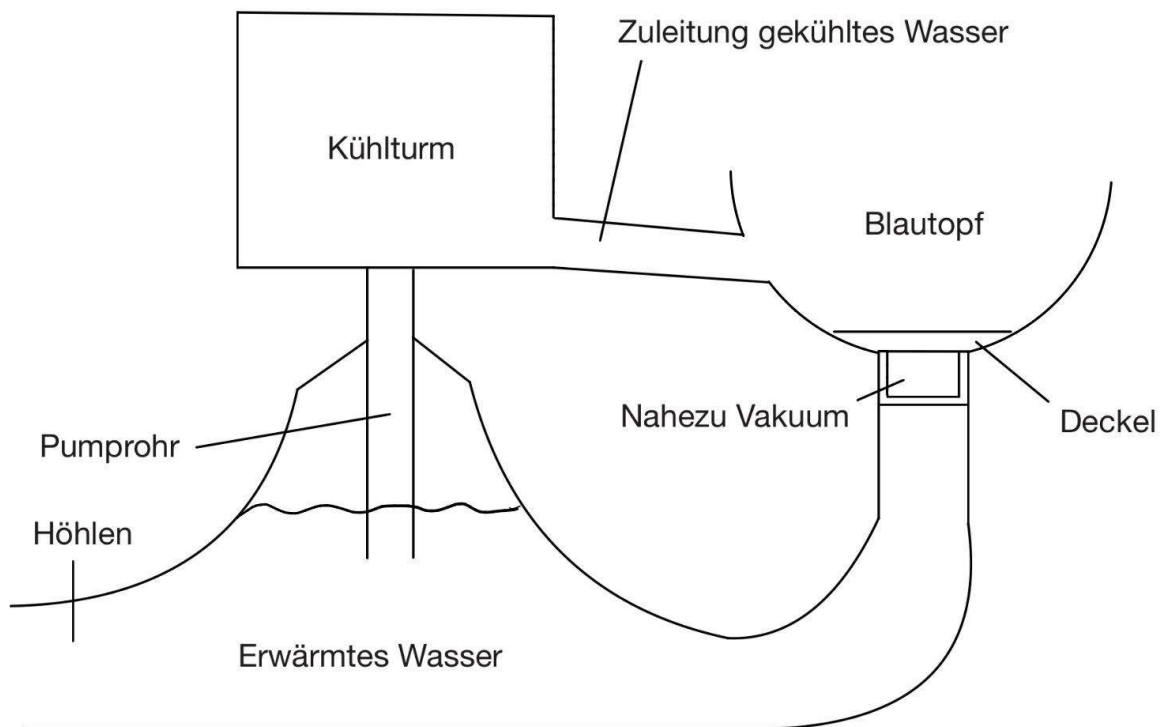 Zuleitung gekühltes Wasser
Kühlturm
Blautopf
Nahezu Vakuum
Deckel
Pumprohr
Höhlen
Erwärmtes Wasser